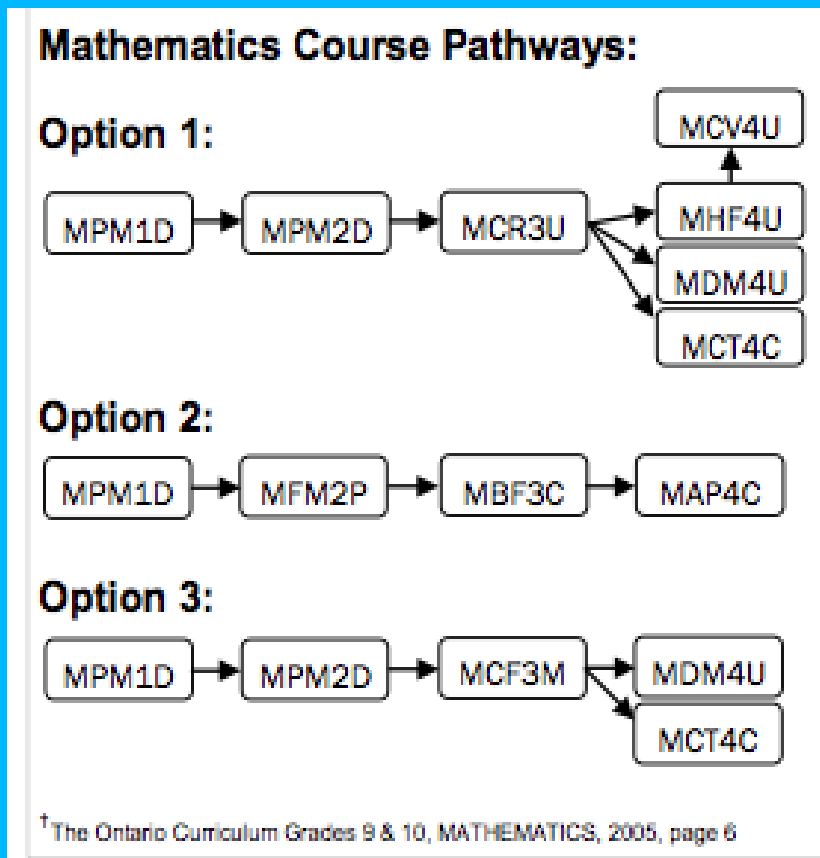 Mathematics Course Pathways:
Option 1:
MCV4U
MPM1D MPM2D MCR3U MHF4U
MDM4U
MCT4C
Option 2:
MPM1D MFM2P MBF3C MAP4C
Option 3:
MPM1D MPM2D MCF3M MDM4U
MCT4C
†The Ontario Curriculum Grades 9 & 10, MATHEMATICS, 2005, page 6